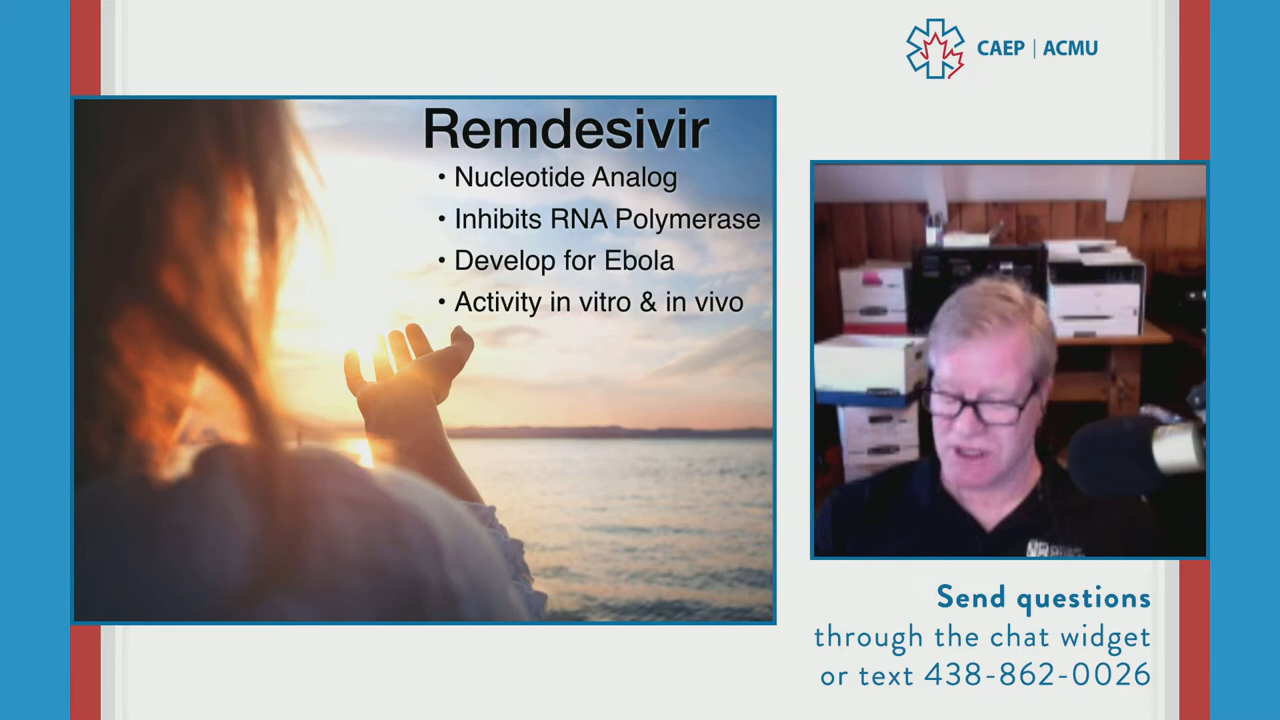 CAEP | ACMU
Remdesivir
• Nucleotide Analog
• Inhibits RNA Polymerase
• Develop for Ebola
• Activity in vitro & in vivo
Send questions
through the chat widget
or text 438-862-0026